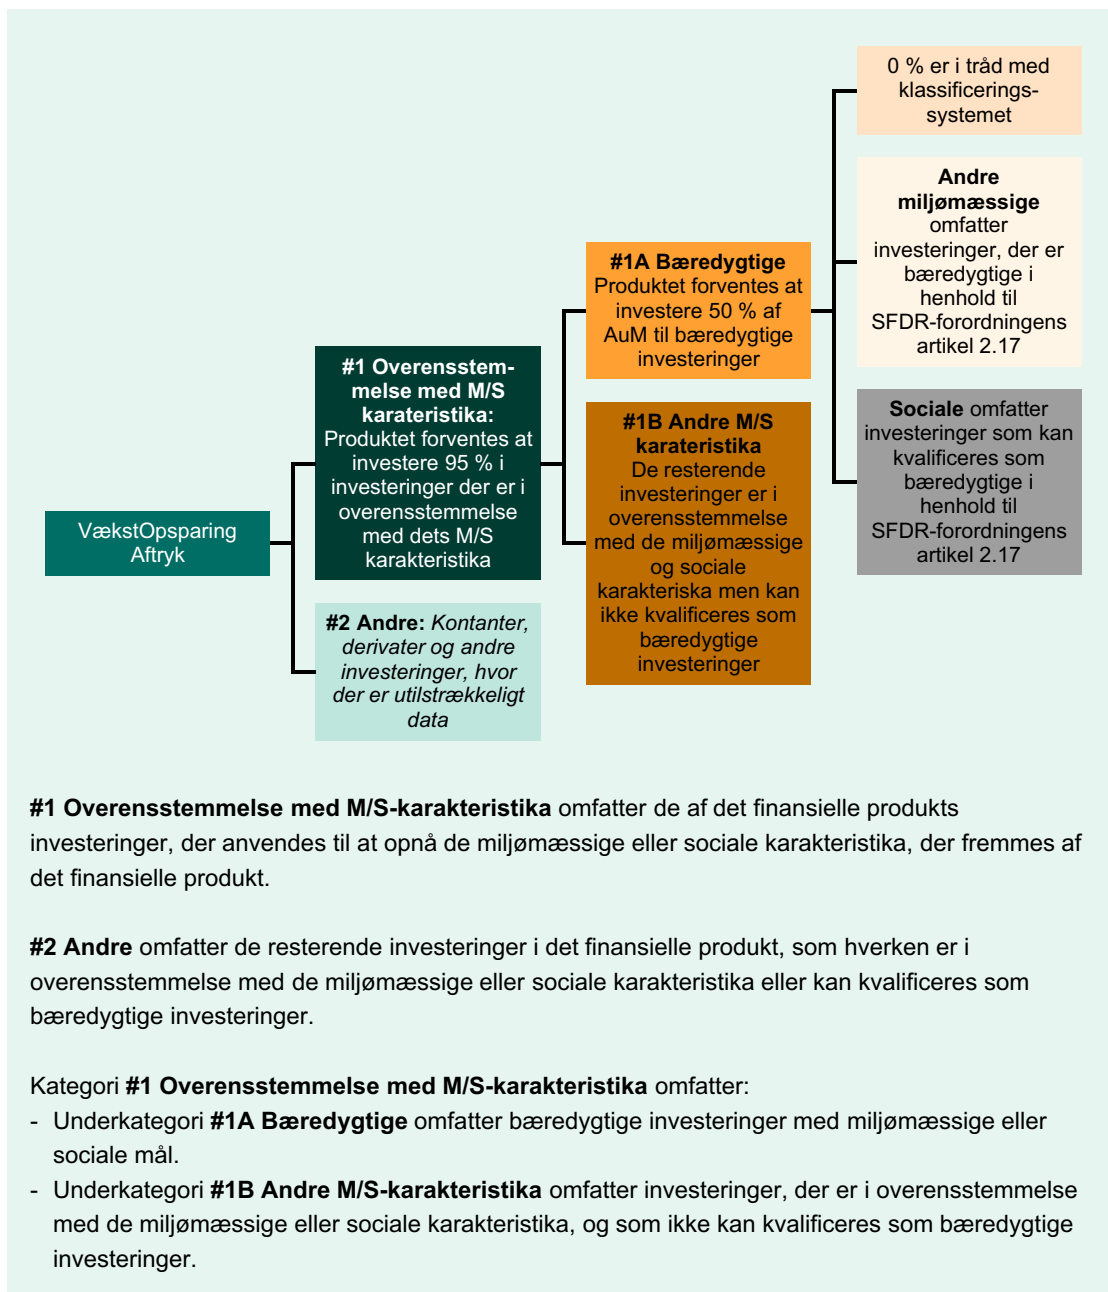 VækstOpsparing
Aftryk
#1 Overensstem-
melse med M/S
karateristika:
Produktet forventes at
investere 95 % i
investeringer der er i
overensstemmelse
med dets M/S
karakteristika
#2 Andre: Kontanter,
derivater og andre
investeringer, hvor
der er utilstrækkeligt
data
#1A Bæredygtige
Produktet forventes at
investere 50 % af
AuM til bæredygtige
investeringer
#1B Andre M/S
karateristika
De resterende
investeringer er i
overensstemmelse
med de miljømæssige
og sociale
karakteriska men kan
ikke kvalificeres som
bæredygtige
investeringer
0 % er i tråd med
klassificerings-
systemet
Andre
miljømæssige
omfatter
investeringer, der er
bæredygtige i
henhold til
SFDR-forordningens
artikel 2.17
Sociale omfatter
investeringer som kan
kvalificeres som
bæredygtige i
henhold til
SFDR-forordningens
artikel 2.17
#1 Overensstemmelse med M/S-karakteristika omfatter de af det finansielle produkts
investeringer, der anvendes til at opnå de miljømæssige eller sociale karakteristika, der fremmes af
det finansielle produkt.
#2 Andre omfatter de resterende investeringer i det finansielle produkt, som hverken er i
overensstemmelse med de miljømæssige eller sociale karakteristika eller kan kvalificeres som
bæredygtige investeringer.
Kategori #1 Overensstemmelse med M/S-karakteristika omfatter:
- Underkategori #1A Bæredygtige omfatter bæredygtige investeringer med miljømæssige eller
sociale mål.
- Underkategori #1B Andre M/S-karakteristika omfatter investeringer, der er i overensstemmelse
med de miljømæssige eller sociale karakteristika, og som ikke kan kvalificeres som bæredygtige
investeringer.